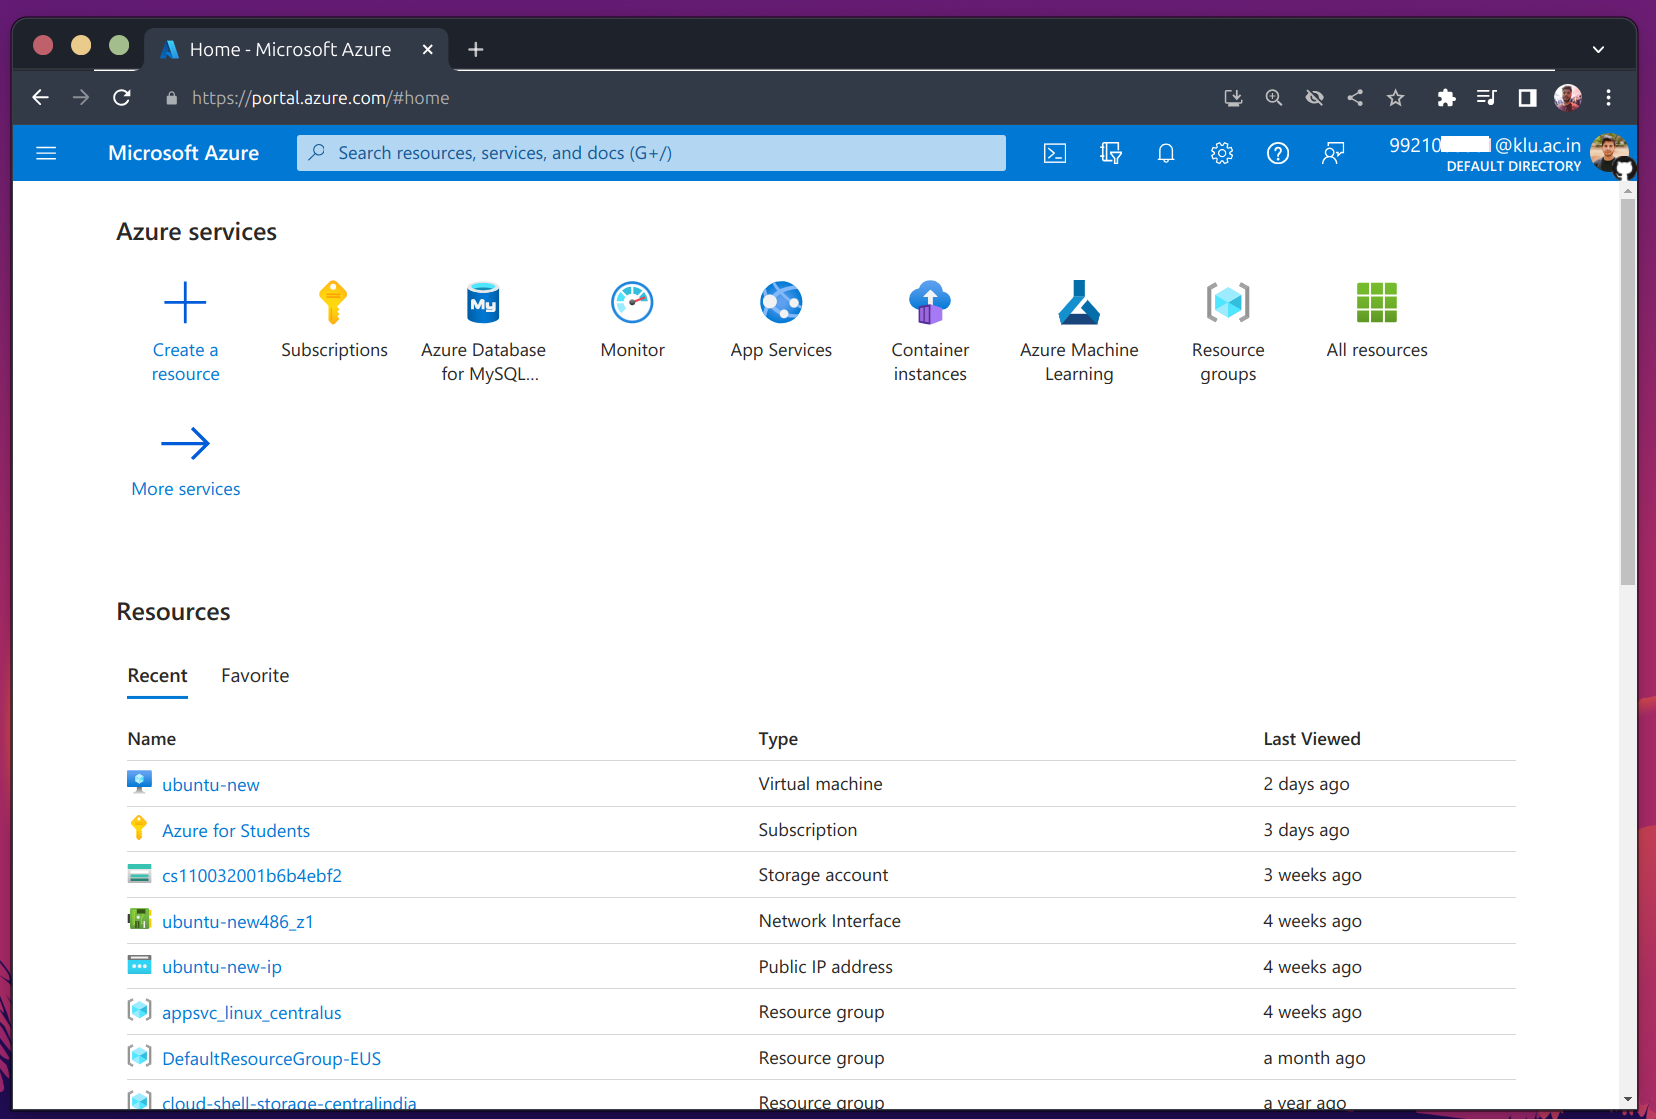 Home - Microsoft Azure
https://portal.azure.com/#home
Microsoft Azure
Search resources, services, and docs (G+/)
99210 @klu.ac.in
DEFAULT DIRECTORY
Azure services
Create a
resource
Subscriptions
My
Azure Database
for MySQL...
Monitor
App Services
Container
instances
Azure Machine
Learning
Resource
groups
All resources
More services
Resources
Recent Favorite
Name Type Last Viewed
ubuntu-new Virtual machine 2 days ago
Azure for Students Subscription 3 days ago
cs110032001b6b4ebf2 Storage account 3 weeks ago
ubuntu-new486_z1 Network Interface 4 weeks ago
ubuntu-new-ip Public IP address 4 weeks ago
appsvc_linux_centralus Resource group 4 weeks ago
DefaultResourceGroup-EUS Resource group a month ago
cloud-shell-storage-centralindia Resource group a year ago